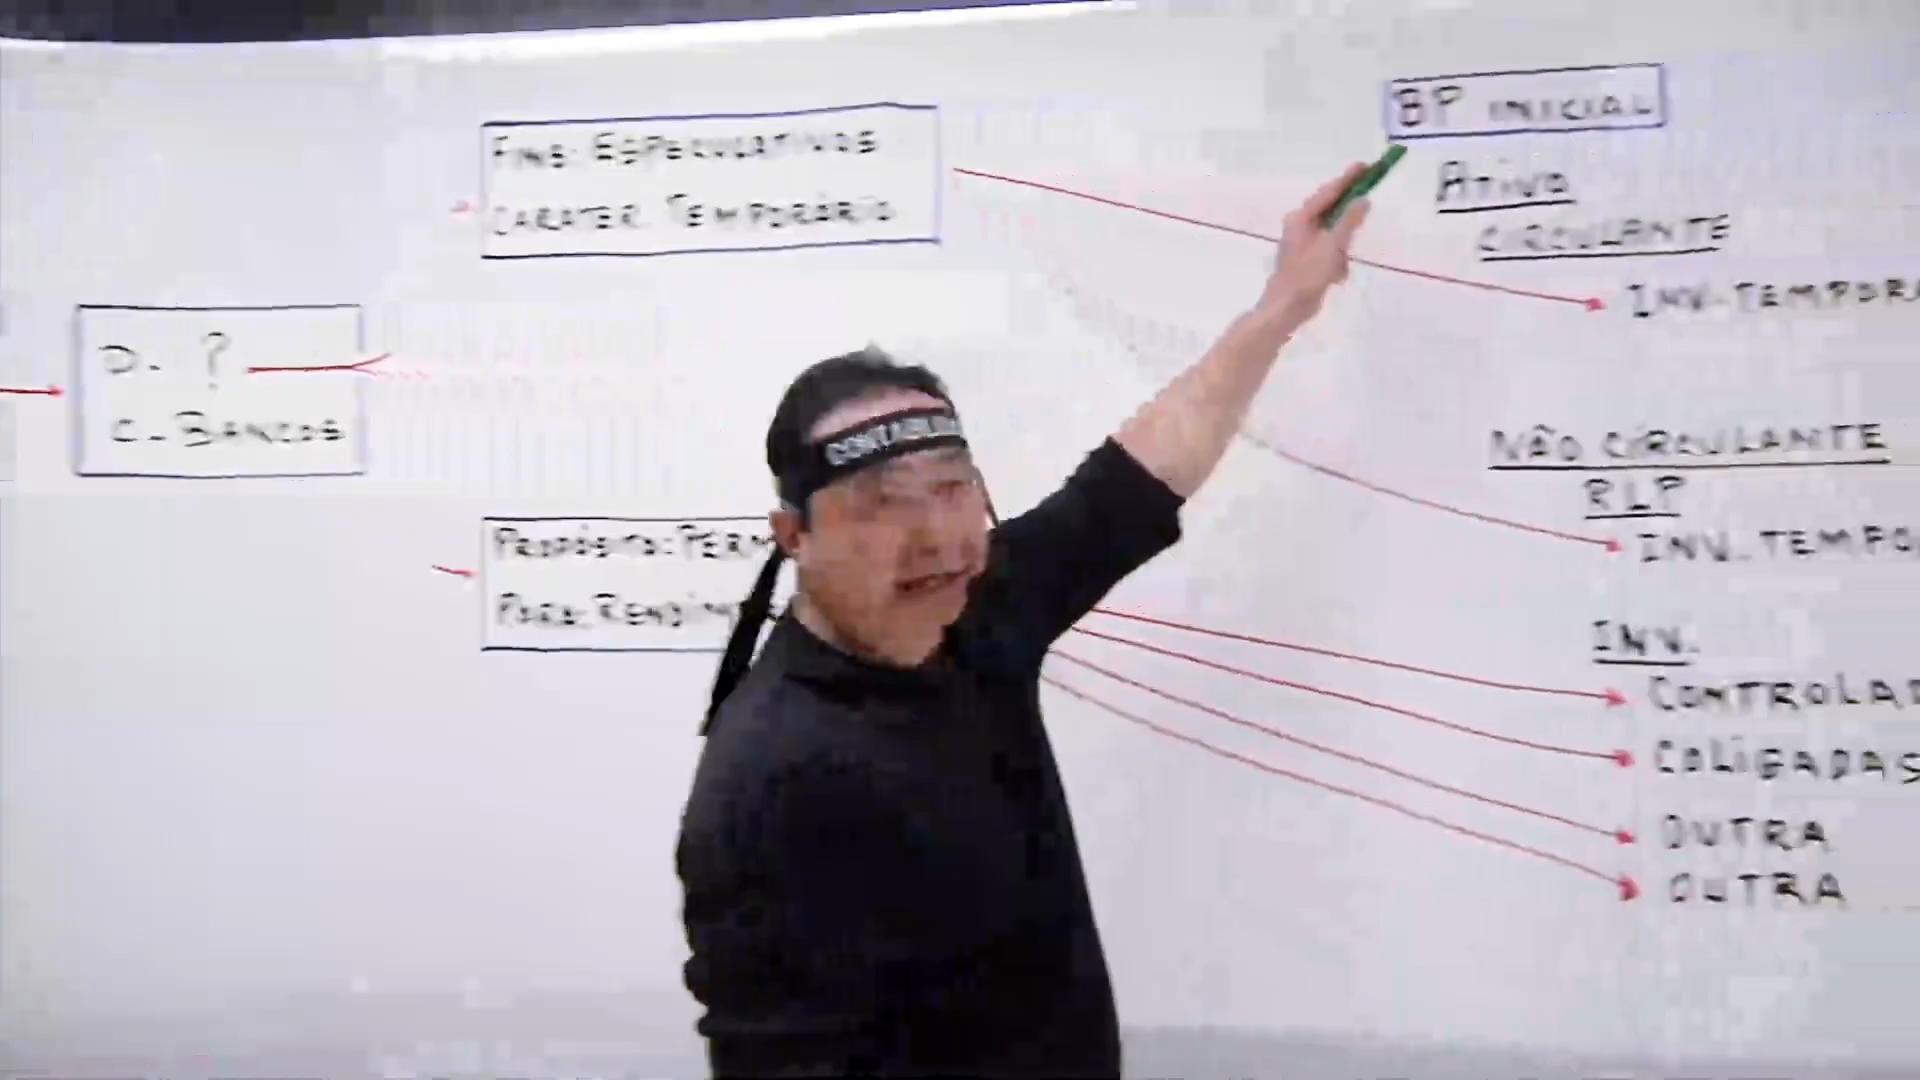 FINS: ESPECULATIVOS
CARATER: TEMPORÁRIO
D. ?
C. BANCOS
PROPÓSITO: PERM
PARA: RENDIM
BP INICIAL
ATIVO
CIRCULANTE
INV. TEMPORA
NÃO CIRCULANTE
RLP
INV. TEMPO
INV.
CONTROLAD
COLIGADAS
OUTRA
OUTRA